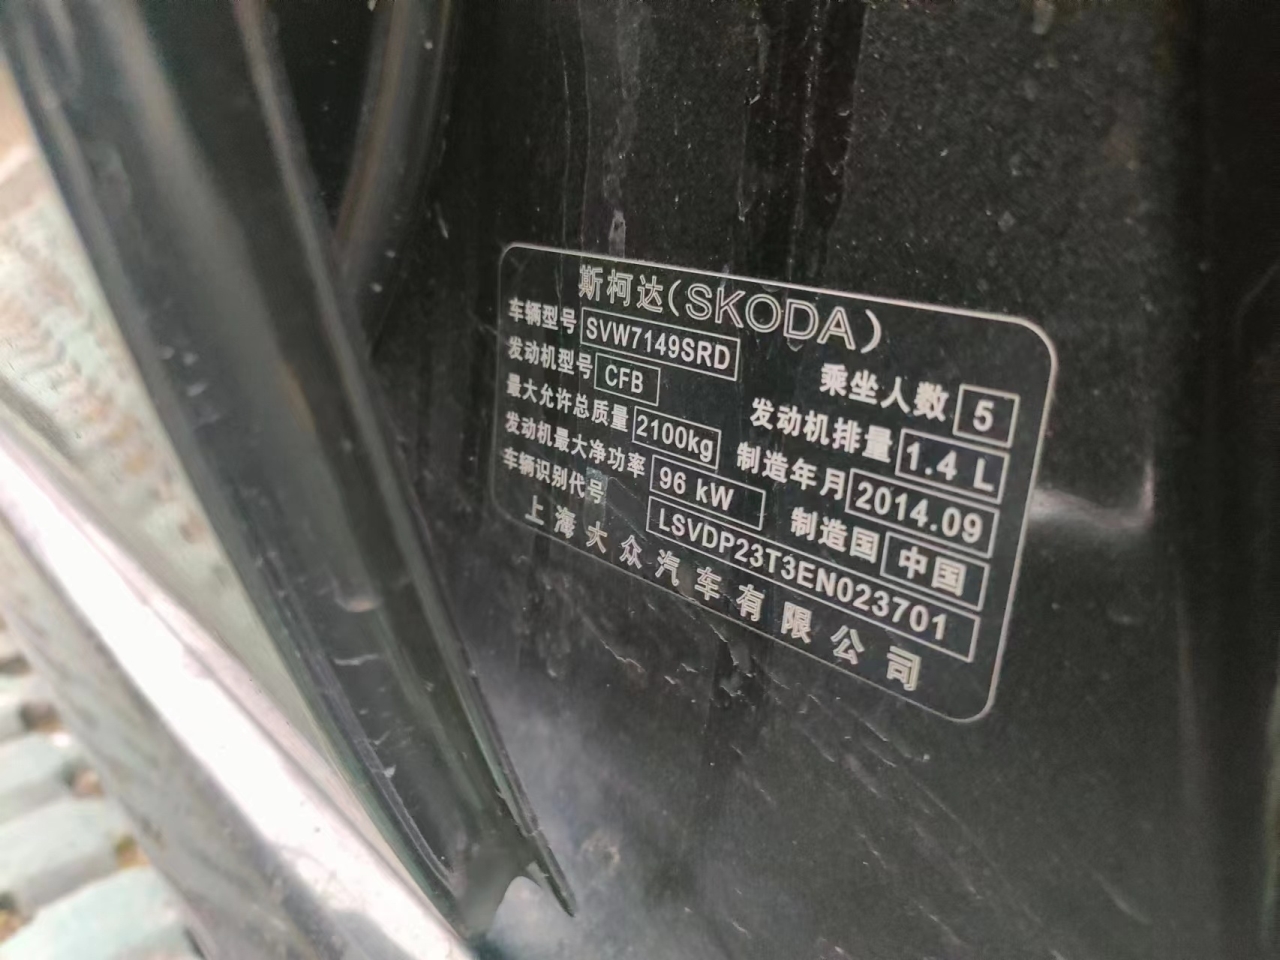 斯柯达(SKODA)
车辆型号 SVW7149SRD 乘坐人数 5
发动机型号 CFB 发动机排量 1.4 L
最大允许总质量 2100kg 制造年月 2014.09
发动机最大净功率 96 kW 制造国 中国
车辆识别代号 LSVDP23T3EN023701
上海大众汽车有限公司